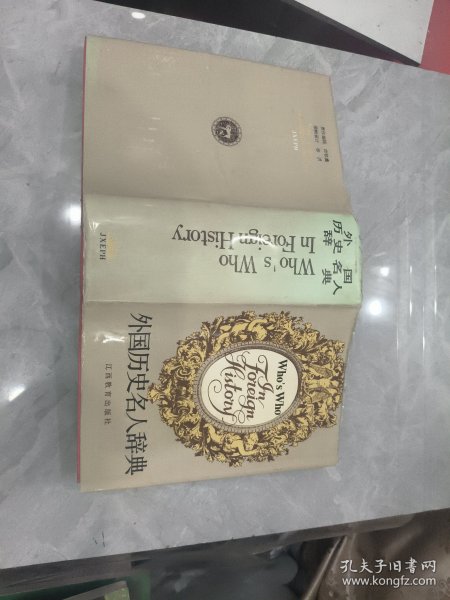 Who's Who
In
Foreign
History
外国历史名人辞典
江西教育出版社
外国
历史名人
辞典
Who's Who
In Foreign History
JXEPH
JXEPH
孔夫子旧书网
www.kongfz.com